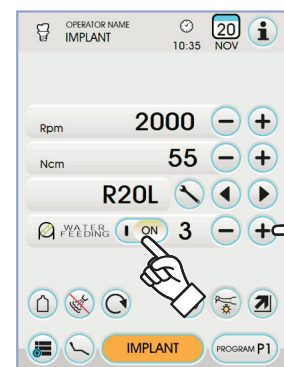 OPERATOR NAME
IMPLANT
10:35
20
NOV
i
Rpm 2000 − +
Ncm 55 − +
R20L
WATER FEEDING I ON 3 − +
IMPLANT
PROGRAM P1